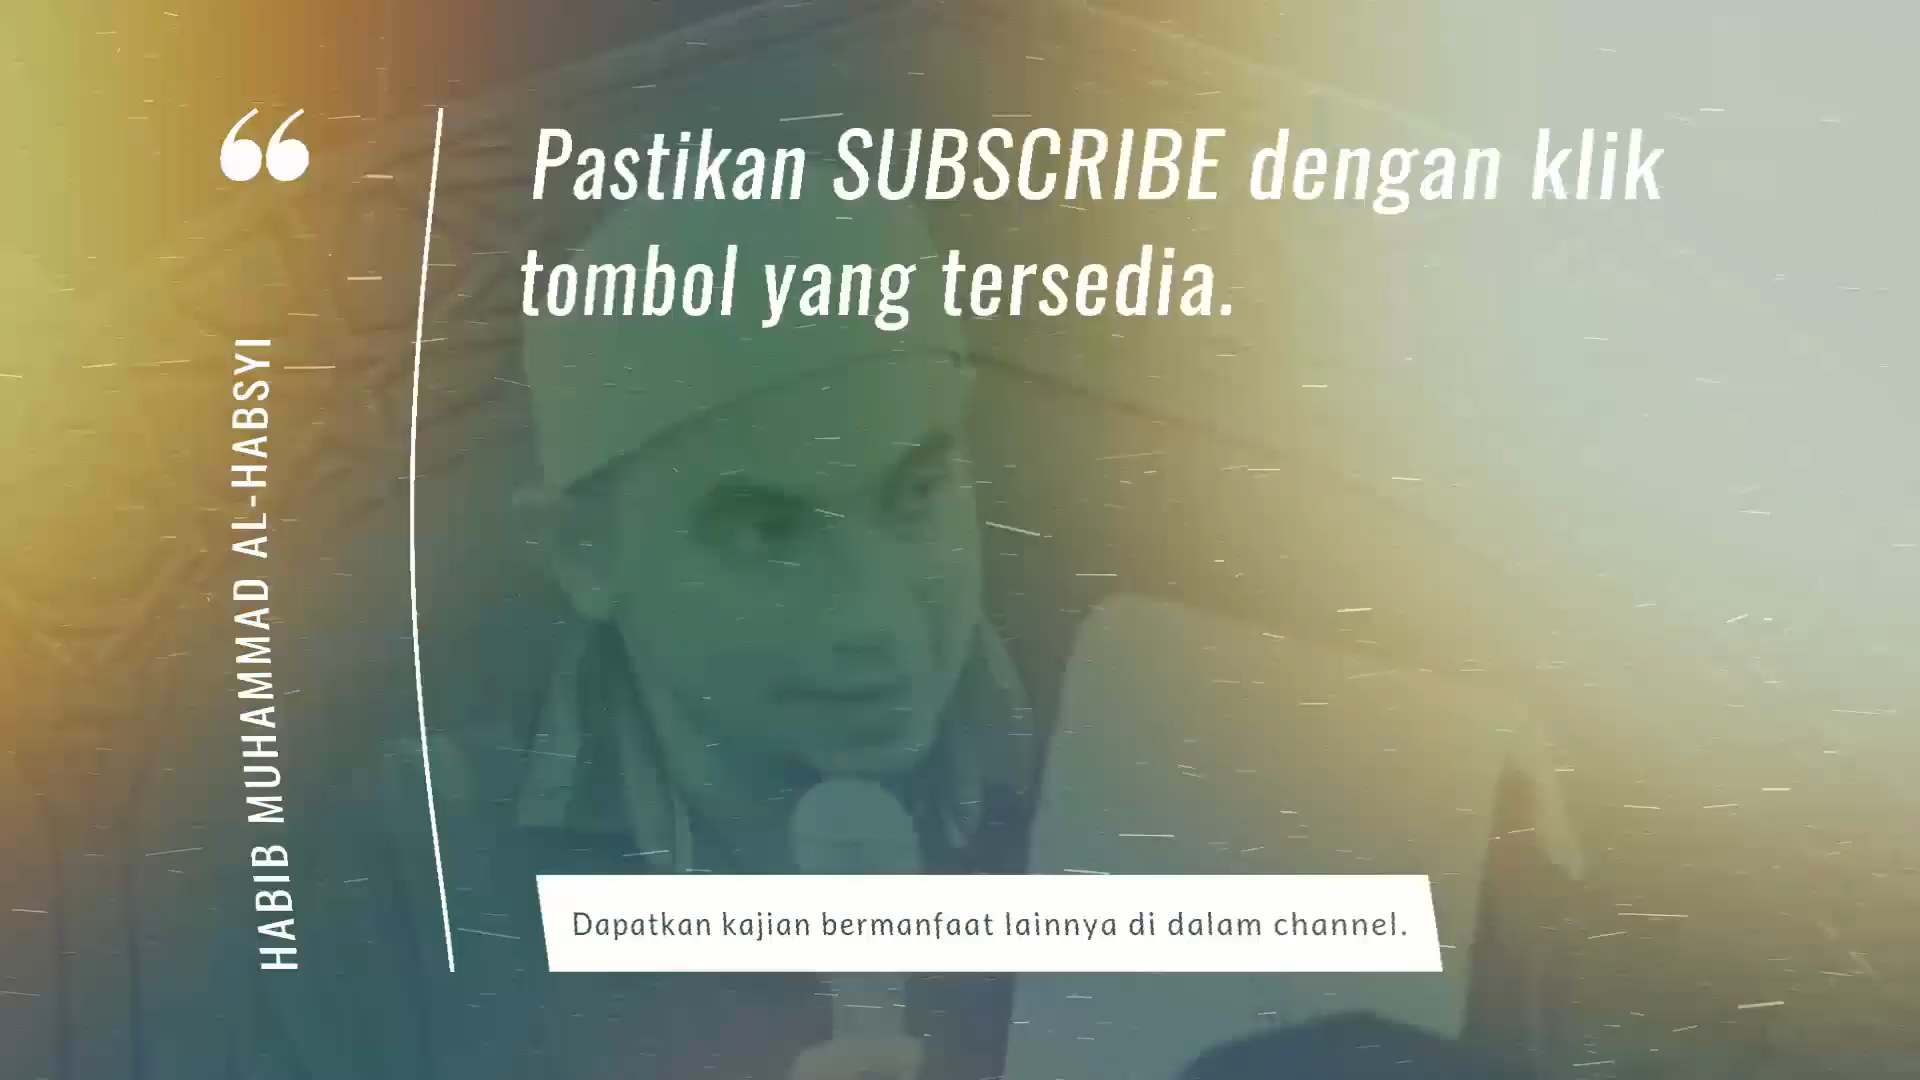 ❝
HABIB MUHAMMAD AL-HABSYI
Pastikan SUBSCRIBE dengan klik
tombol yang tersedia.
Dapatkan kajian bermanfaat lainnya di dalam channel.